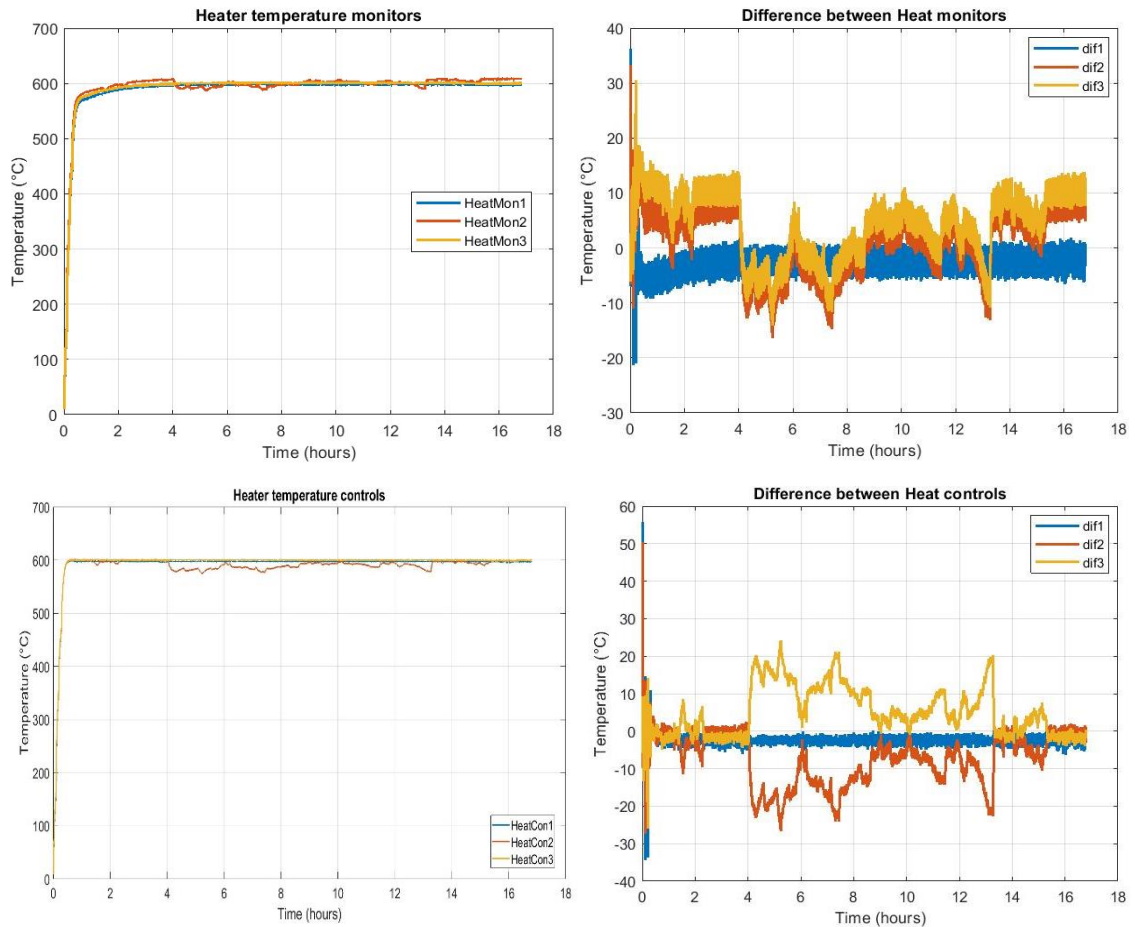 Heater temperature monitors
700
600
500
400
300
200
100
0
0 2 4 6 8 10 12 14 16 18
Temperature (°C)
Time (hours)
HeatMon1
HeatMon2
HeatMon3
Difference between Heat monitors
40
30
20
10
0
-10
-20
-30
0 2 4 6 8 10 12 14 16 18
Temperature (°C)
Time (hours)
dif1
dif2
dif3
Heater temperature controls
700
600
500
400
300
200
100
0
0 2 4 6 8 10 12 14 16 18
Temperature (°C)
Time (hours)
HeatCon1
HeatCon2
HeatCon3
Difference between Heat controls
60
50
40
30
20
10
0
-10
-20
-30
-40
0 2 4 6 8 10 12 14 16 18
Temperature (°C)
Time (hours)
dif1
dif2
dif3